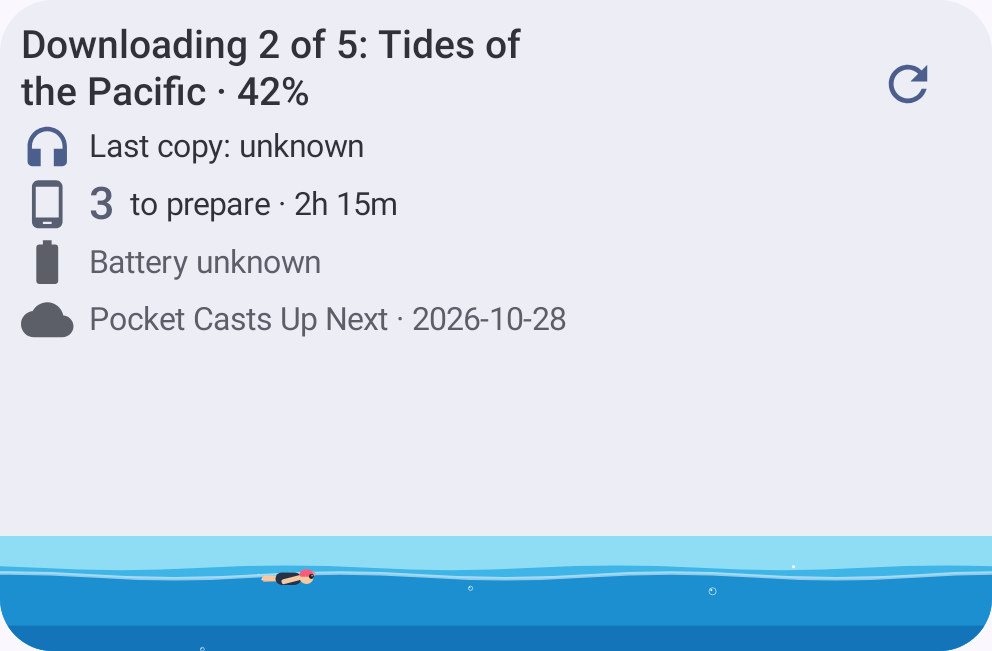 Downloading 2 of 5: Tides of
the Pacific · 42%
Last copy: unknown
3 to prepare · 2h 15m
Battery unknown
Pocket Casts Up Next · 2026-10-28